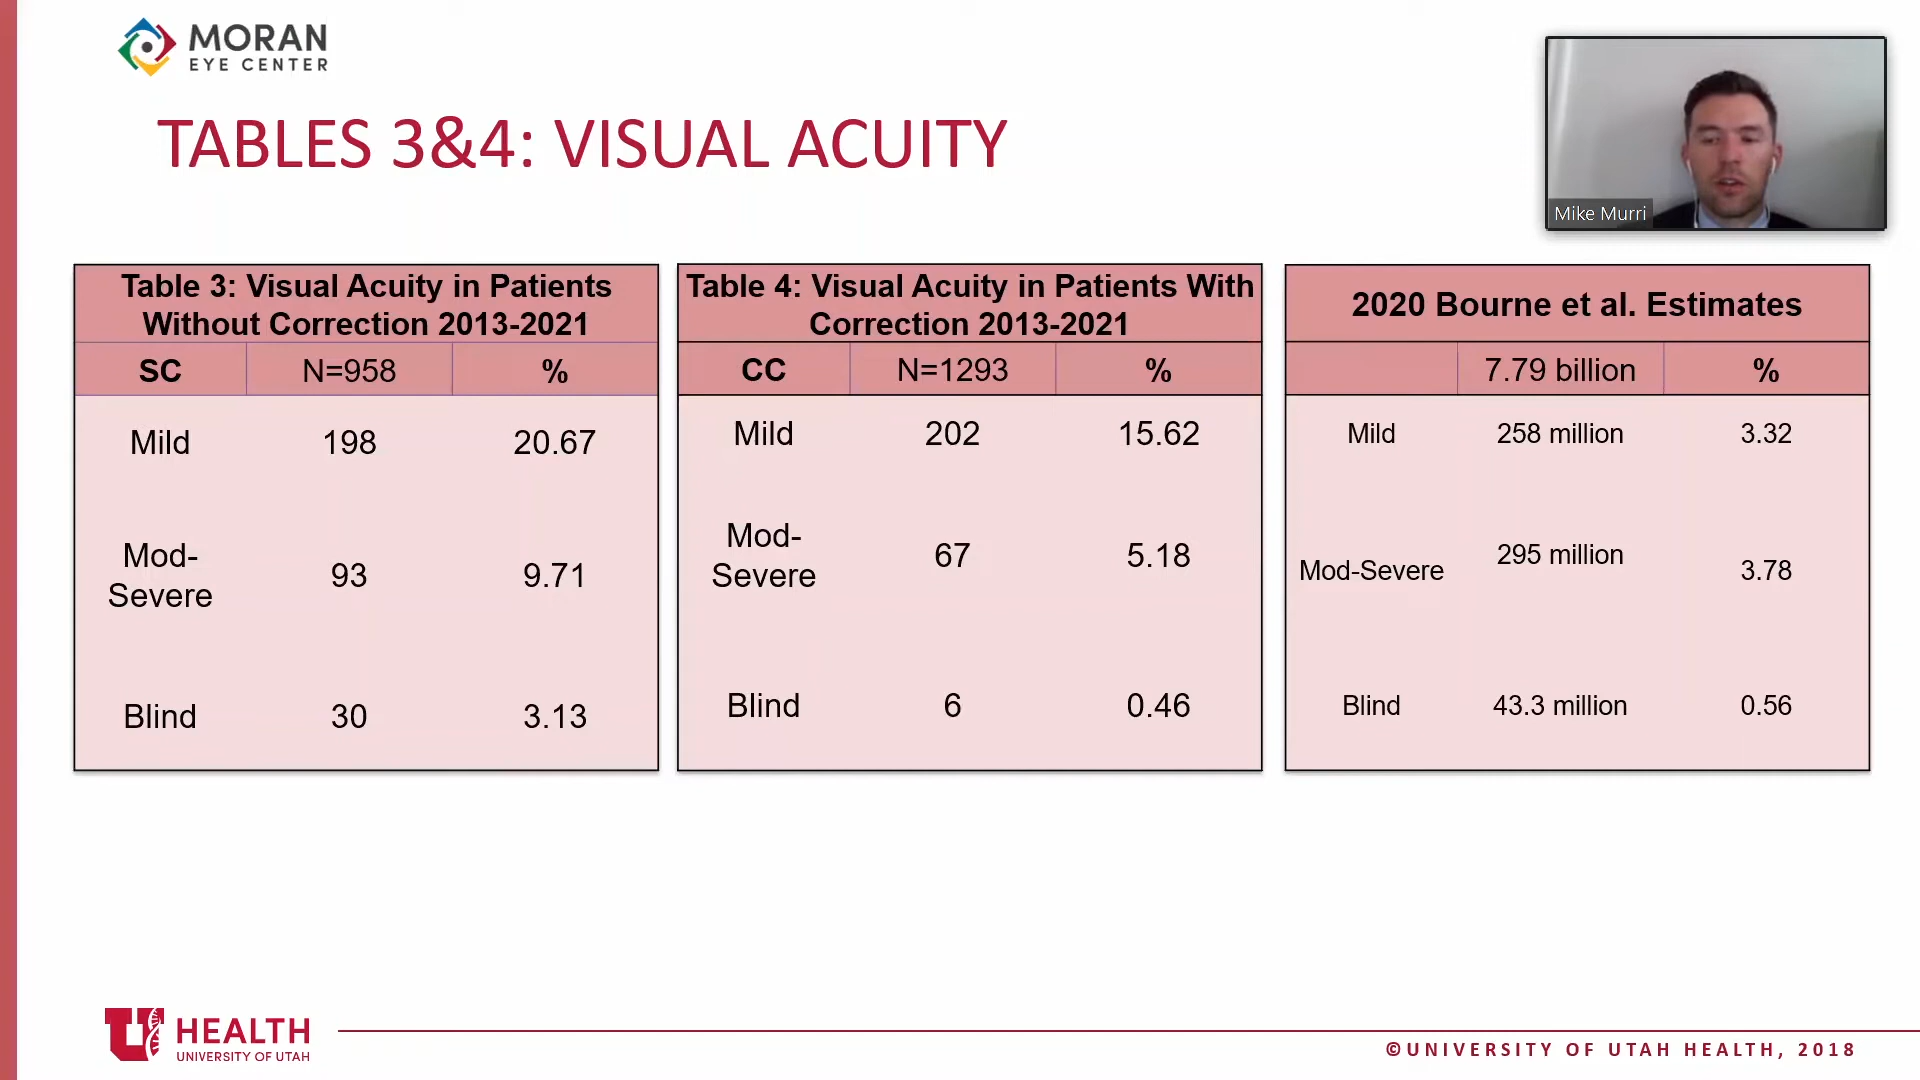 MORAN
EYE CENTER
TABLES 3&4: VISUAL ACUITY
Mike Murri
Table 3: Visual Acuity in Patients
Without Correction 2013-2021
SC N=958 %
Mild 198 20.67
Mod-
Severe 93 9.71
Blind 30 3.13
Table 4: Visual Acuity in Patients With
Correction 2013-2021
CC N=1293 %
Mild 202 15.62
Mod-
Severe 67 5.18
Blind 6 0.46
2020 Bourne et al. Estimates
7.79 billion %
Mild 258 million 3.32
Mod-Severe 295 million 3.78
Blind 43.3 million 0.56
U HEALTH
UNIVERSITY OF UTAH
©UNIVERSITY OF UTAH HEALTH, 2018